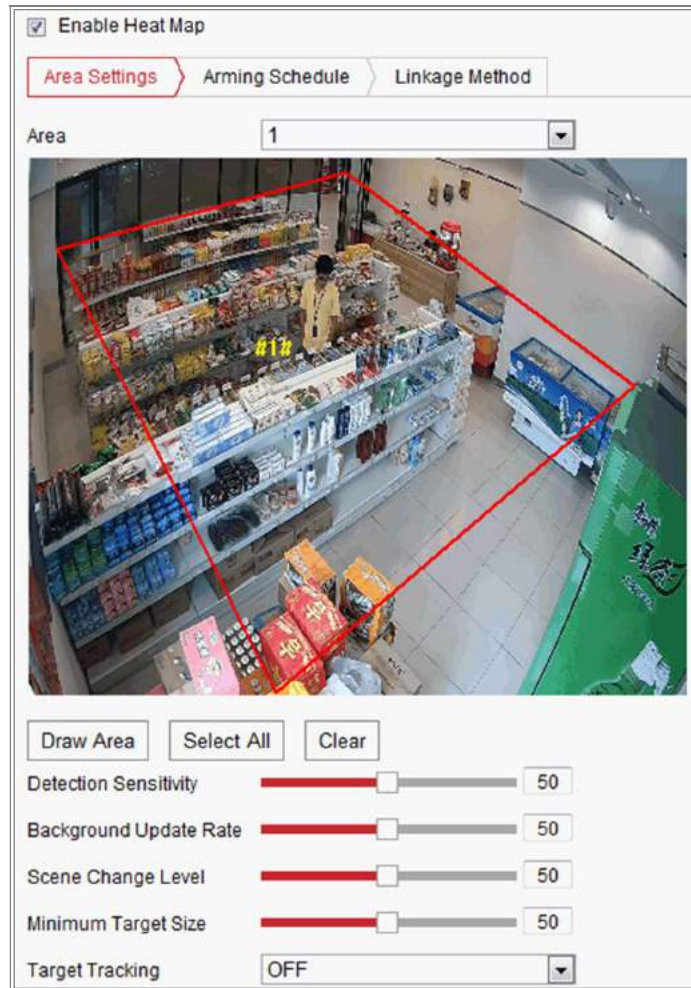 Enable Heat Map
Area Settings
Arming Schedule
Linkage Method
Area
1
#1#
Draw Area
Select All
Clear
Detection Sensitivity
50
Background Update Rate
50
Scene Change Level
50
Minimum Target Size
50
Target Tracking
OFF